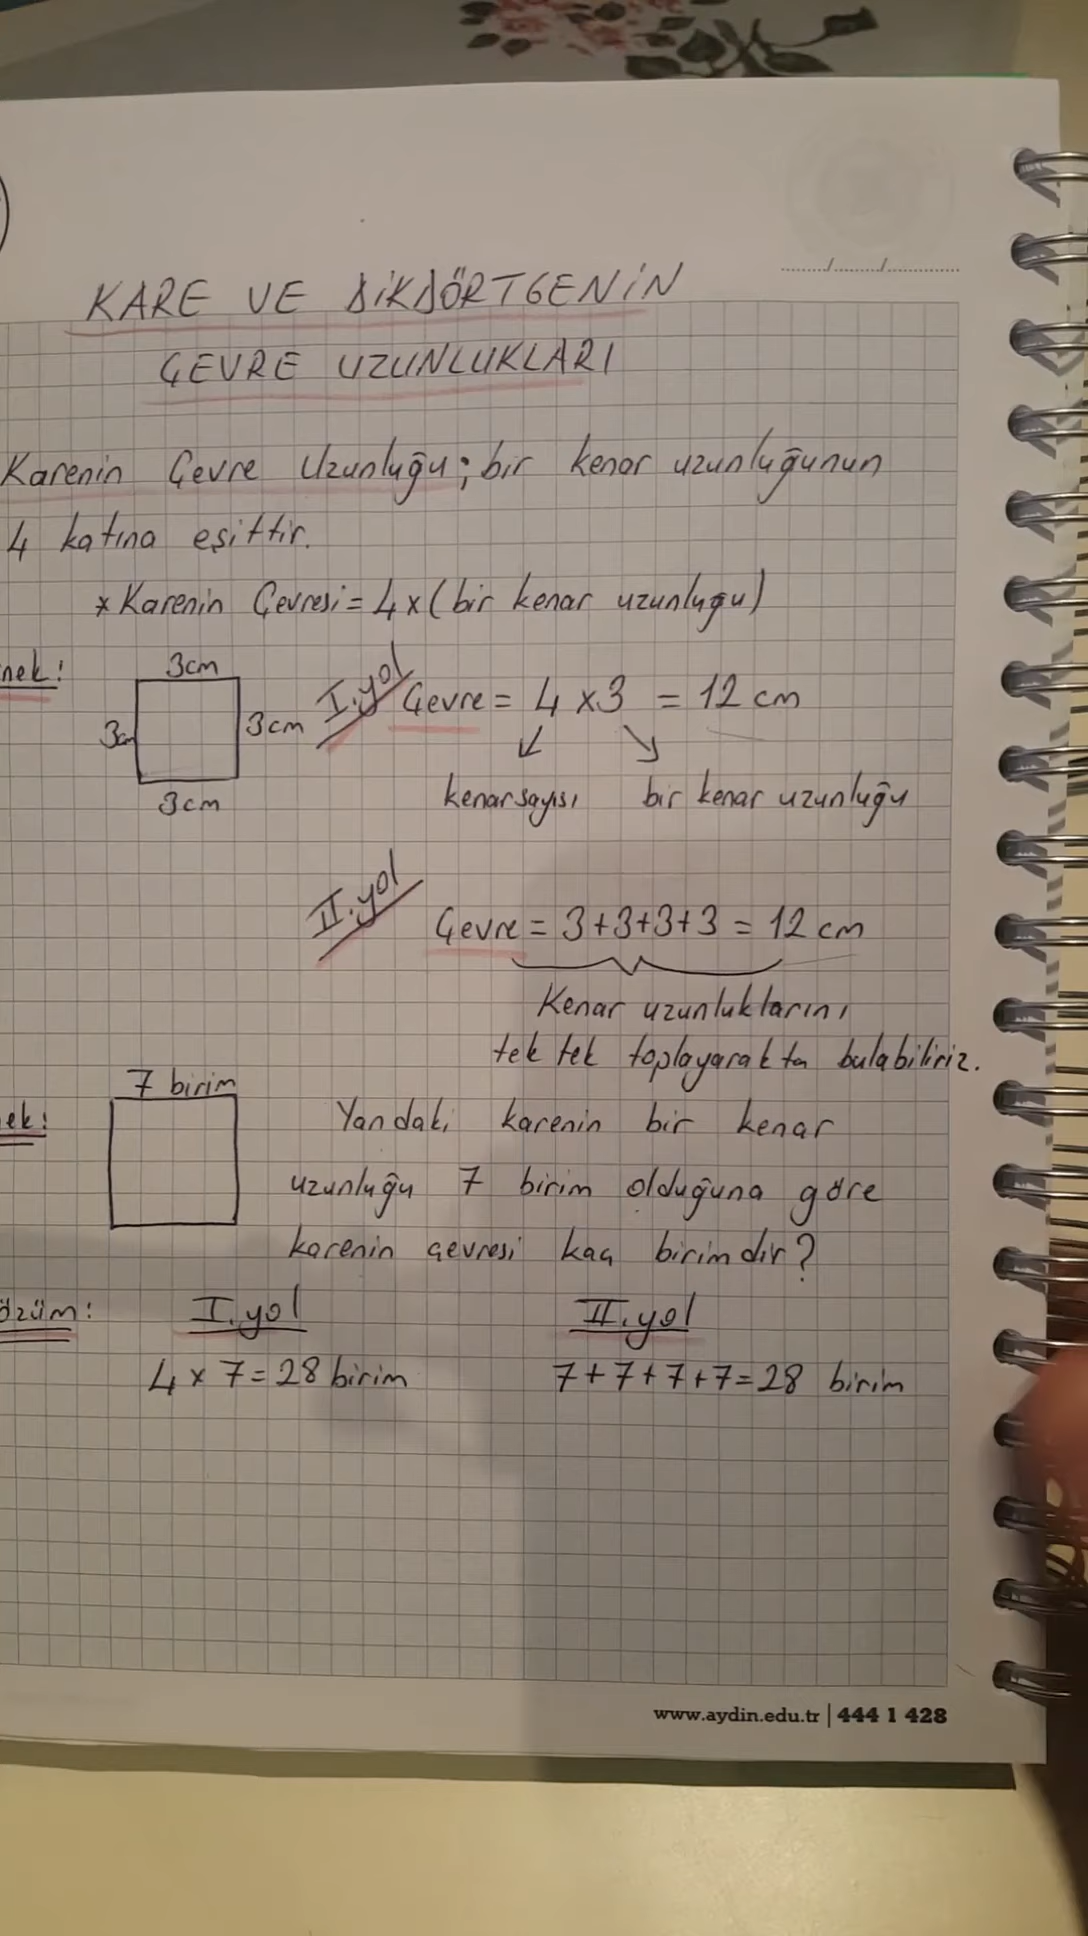 KARE VE DİKDÖRTGENİN
ÇEVRE UZUNLUKLARI
Karenin Çevre Uzunluğu; bir kenar uzunluğunun
4 katına eşittir.
* Karenin Çevresi = 4 x (bir kenar uzunluğu)
nek:
3cm
3cm
3cm
3cm
I. yol
Çevre = 4 x 3 = 12 cm
kenar sayısı
bir kenar uzunluğu
II. yol
Çevre = 3+3+3+3 = 12 cm
Kenar uzunluklarını
tek tek toplayarak ta bulabiliriz.
7 birim
ek:
Yandaki karenin bir kenar
uzunluğu 7 birim olduğuna göre
karenin çevresi kaç birimdir?
özüm:
I. yol
II. yol
4 x 7 = 28 birim
7+7+7+7=28 birim
www.aydin.edu.tr | 444 1 428